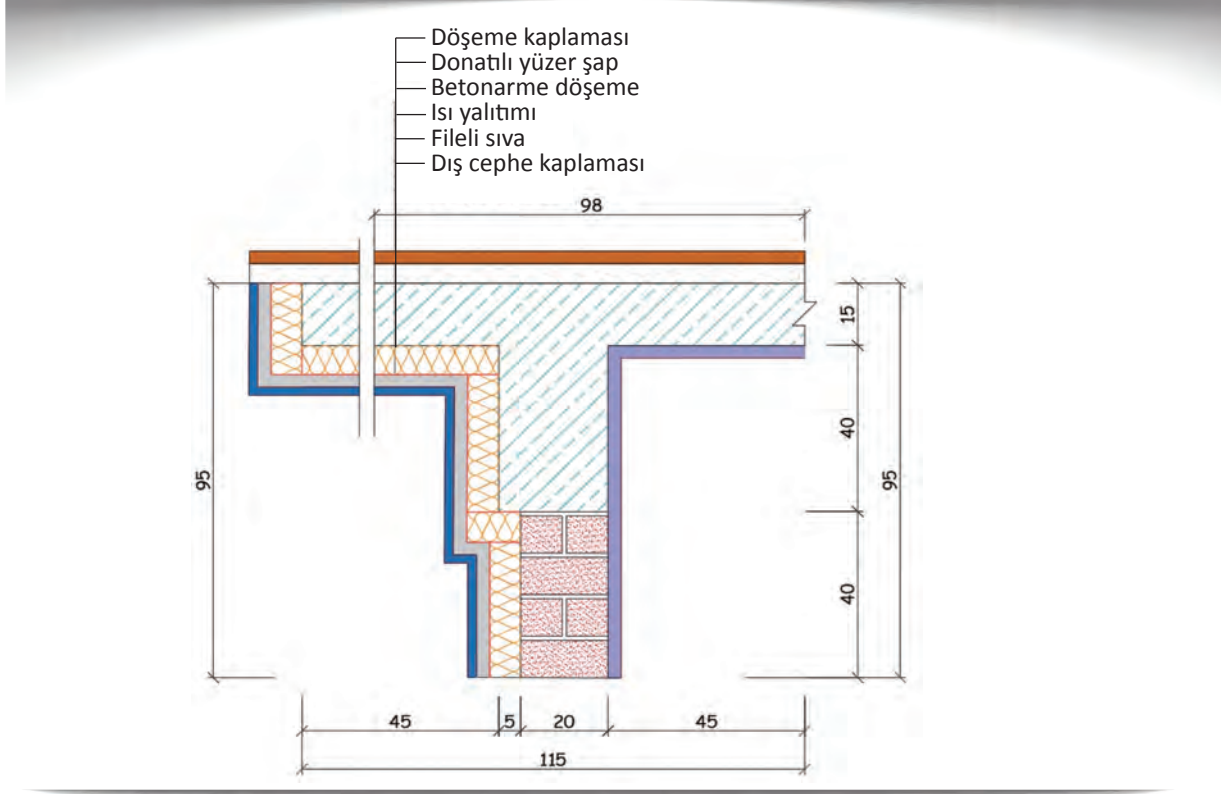 Döşeme kaplaması
Donatılı yüzer şap
Betonarme döşeme
Isı yalıtımı
Fileli sıva
Dış cephe kaplaması
98
15
40
40
95
95
45 5 20 45
115